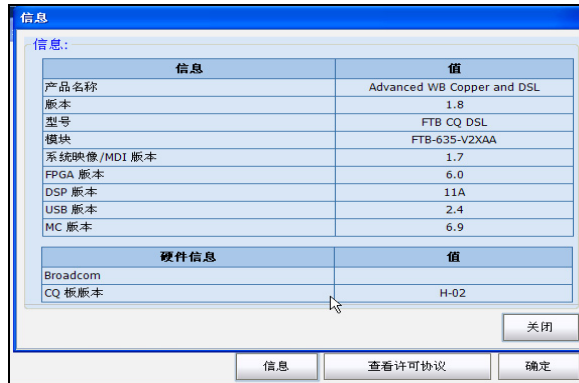 信息
信息:
信息 值
产品名称 Advanced WB Copper and DSL
版本 1.8
型号 FTB CQ DSL
模块 FTB-635-V2XAA
系统映像/MDI 版本 1.7
FPGA 版本 6.0
DSP 版本 11A
USB 版本 2.4
MC 版本 6.9
硬件信息 值
Broadcom
CQ 板版本 H-02
关闭
信息 查看许可协议 确定